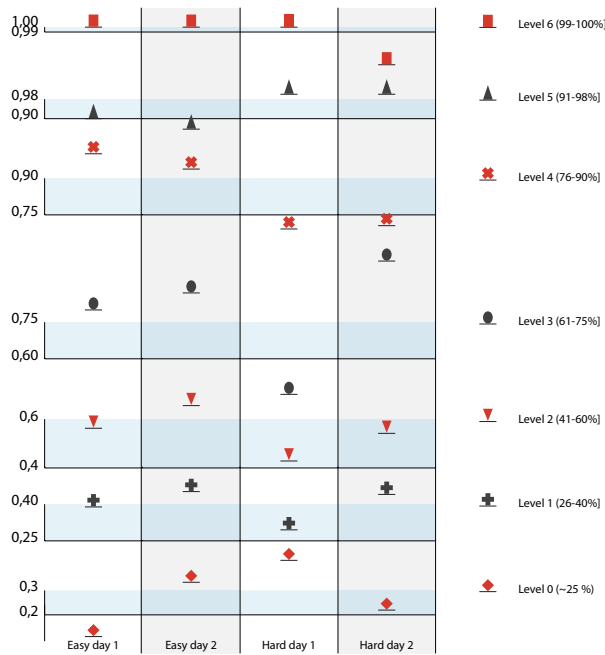 1.00
0,99
Level 6 (99-100%]
0,98
Level 5 (91-98%]
0,90
0,90
Level 4 (76-90%]
0,75
0,75
Level 3 (61-75%]
0,60
0,6
Level 2 (41-60%]
0,4
0,40
Level 1 (26-40%]
0,25
0,3
Level 0 (~25 %)
0,2
Easy day 1 Easy day 2 Hard day 1 Hard day 2